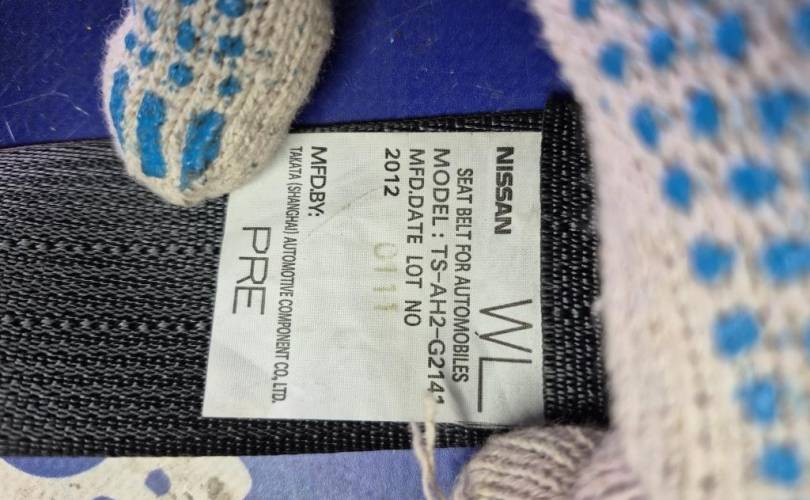 NISSAN
WL
SEAT BELT FOR AUTOMOBILES
MODEL : TS-AH2-G2141
MFD.DATE LOT NO
2012 0111
MFD.BY:
TAKATA (SHANGHAI) AUTOMOTIVE COMPONENT CO., LTD.
PRE